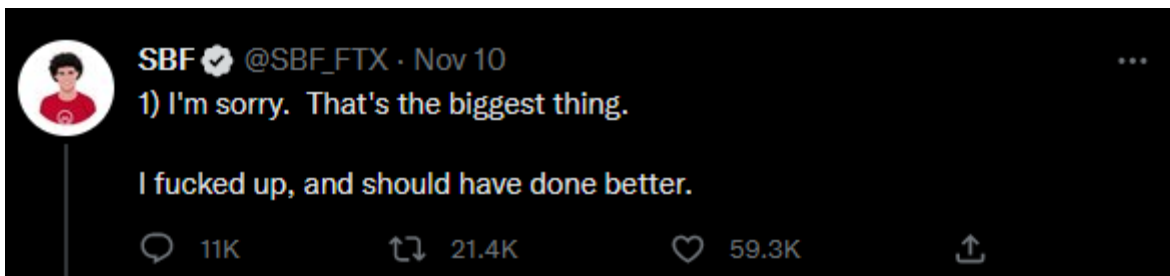 SBF @SBF_FTX · Nov 10
1) I'm sorry.  That's the biggest thing.
I fucked up, and should have done better.
11K 21.4K 59.3K